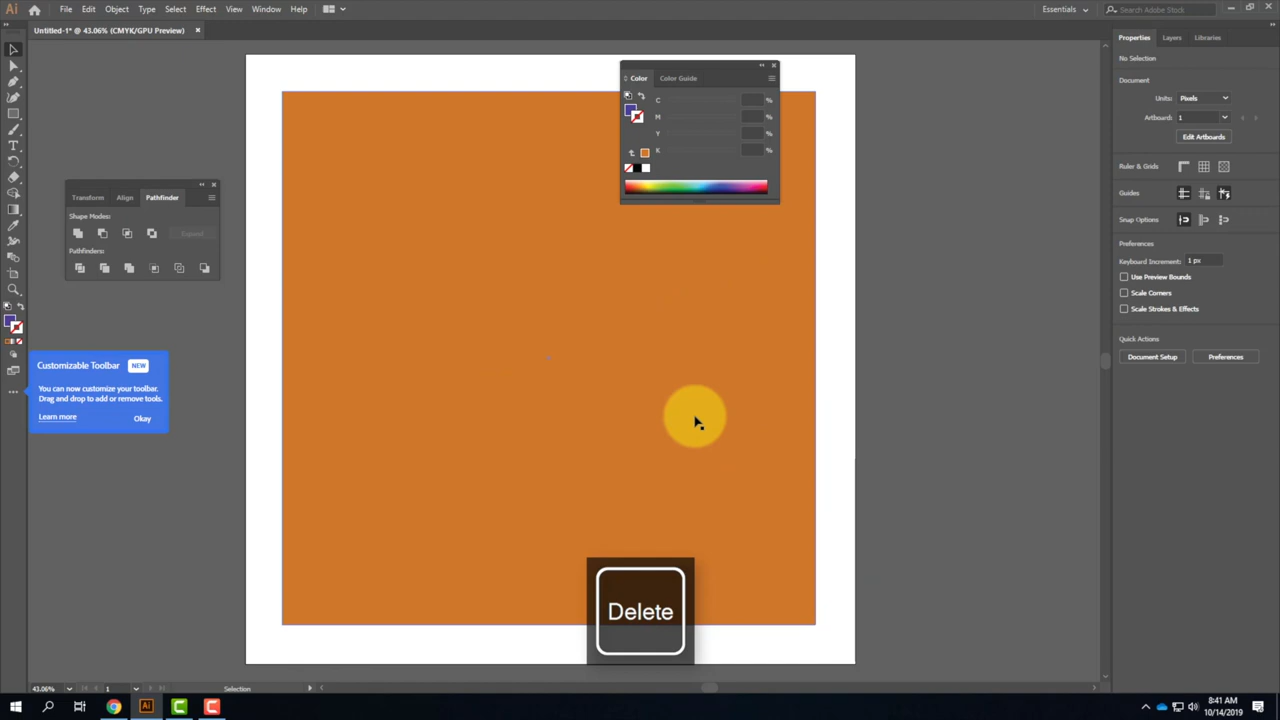 Ai File Edit Object Type Select Effect View Window Help Essentials Search Adobe Stock
Untitled-1* @ 43.06% (CMYK/GPU Preview)
Properties Layers Libraries
No Selection
Document
Units: Pixels
Artboard: 1
Edit Artboards
Ruler & Grids
Guides
Snap Options
Preferences
Keyboard Increment: 1 px
Use Preview Bounds
Scale Corners
Scale Strokes & Effects
Quick Actions
Document Setup Preferences
Color Color Guide
C %
M %
Y %
K %
Transform Align Pathfinder
Shape Modes:
Expand
Pathfinders:
Customizable Toolbar NEW
You can now customize your toolbar.
Drag and drop to add or remove tools.
Learn more Okay
Delete
43.06% 1 Selection
Ai
8:41 AM
10/14/2019